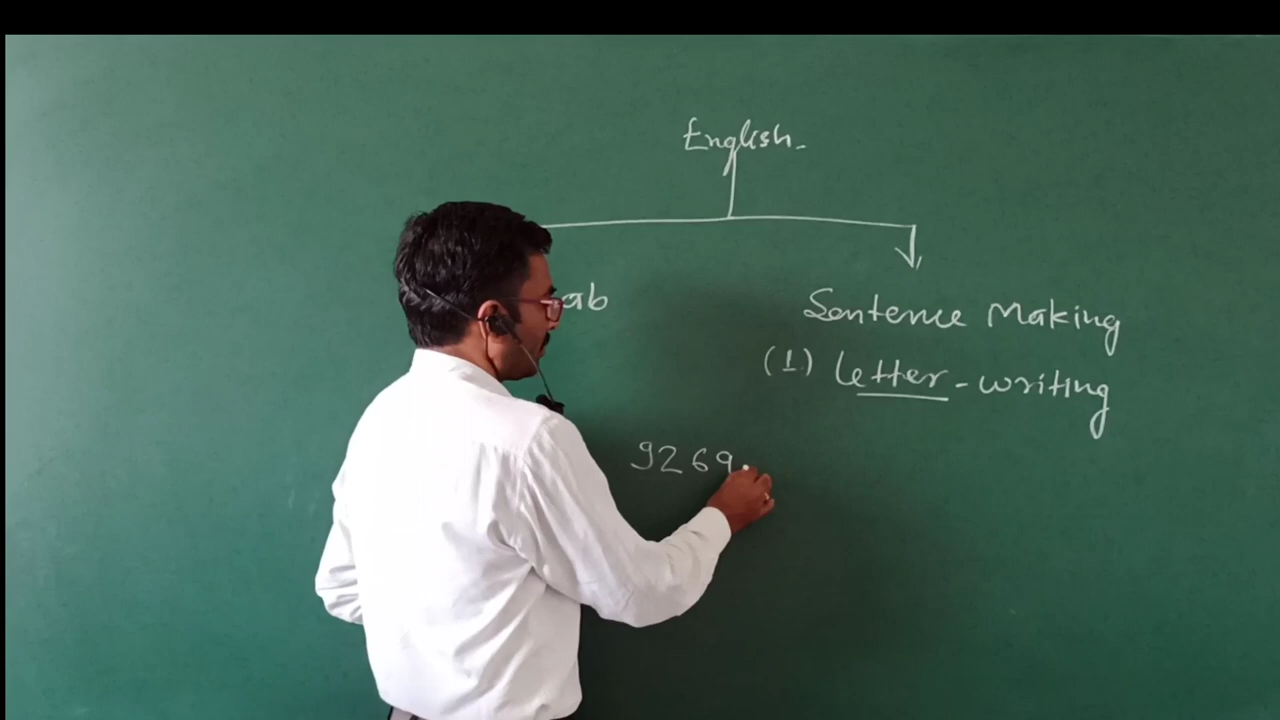 English.
ab
Sentence Making
(1.) Letter-writing
9269